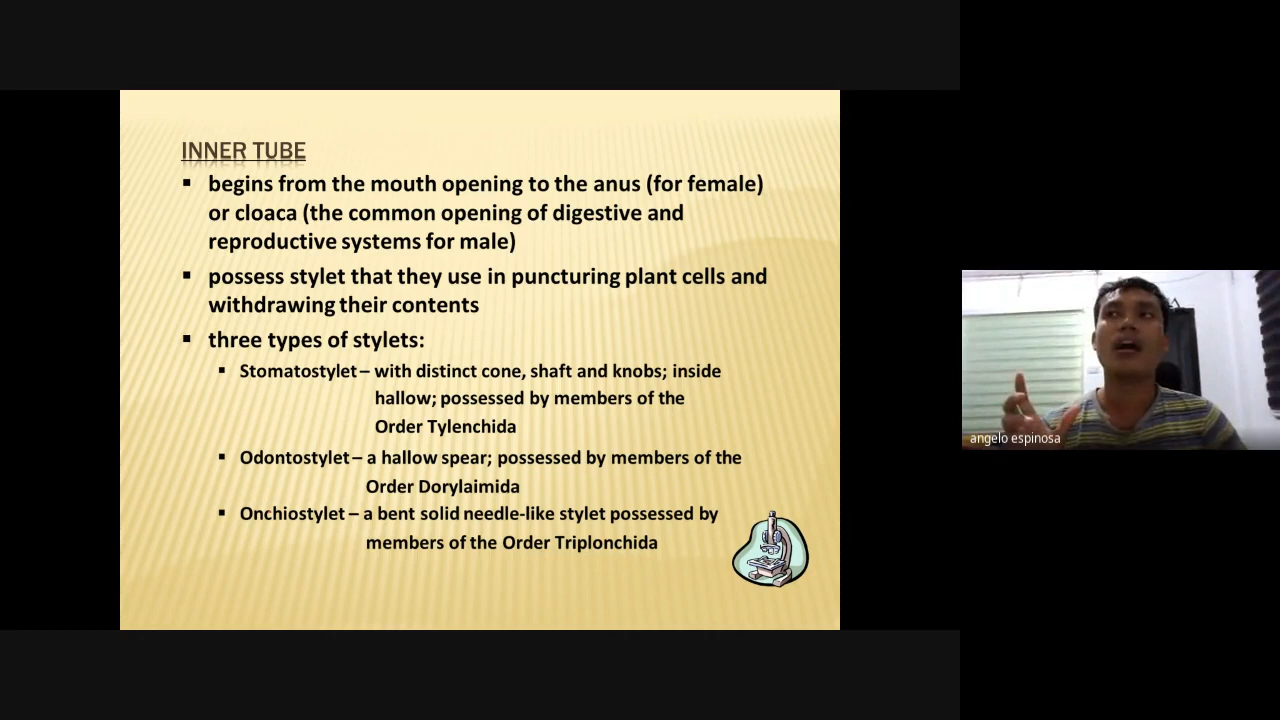 INNER TUBE
▪ begins from the mouth opening to the anus (for female)
or cloaca (the common opening of digestive and
reproductive systems for male)
▪ possess stylet that they use in puncturing plant cells and
withdrawing their contents
▪ three types of stylets:
▪ Stomatostylet – with distinct cone, shaft and knobs; inside
hallow; possessed by members of the
Order Tylenchida
▪ Odontostylet – a hallow spear; possessed by members of the
Order Dorylaimida
▪ Onchiostylet – a bent solid needle-like stylet possessed by
members of the Order Triplonchida
angelo espinosa